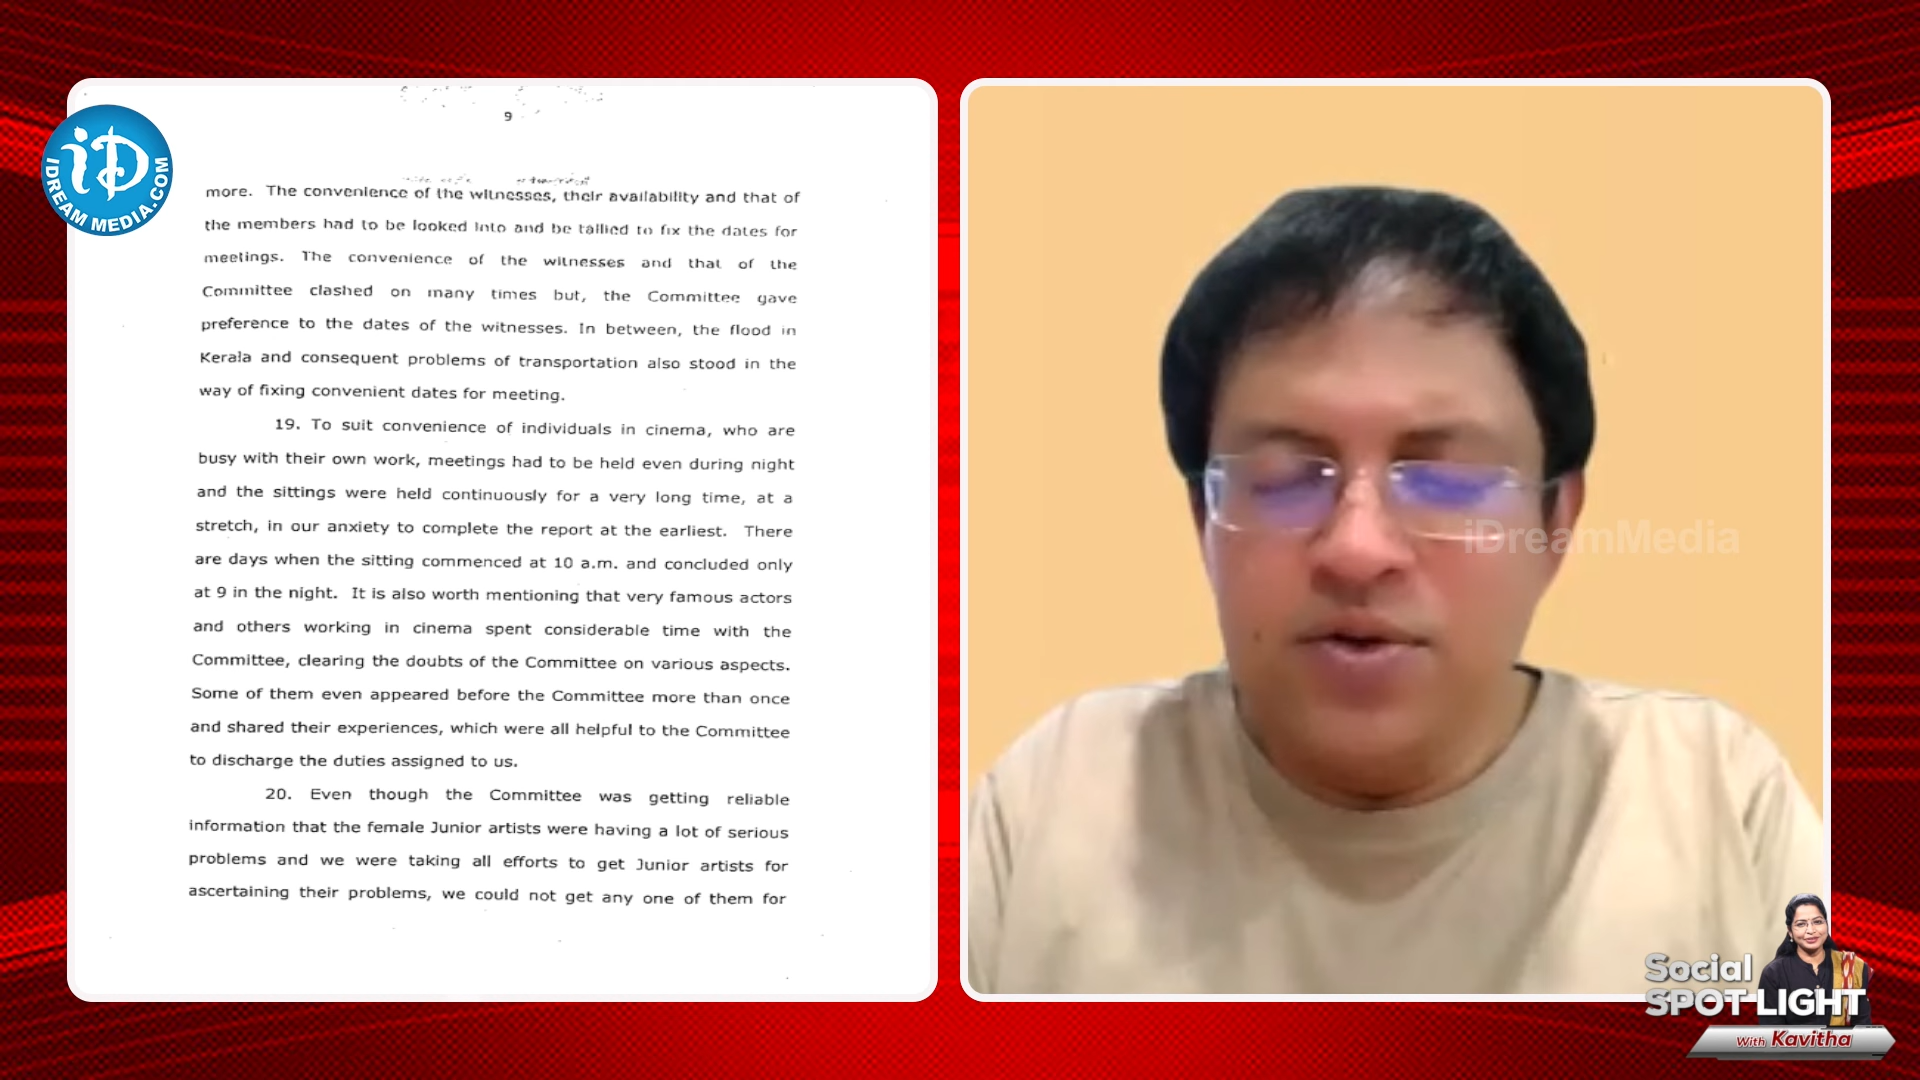 iD
IDREAM MEDIA.COM
9
more. The convenience of the witnesses, their availability and that of
the members had to be looked into and be tallied to fix the dates for
meetings. The convenience of the witnesses and that of the
Committee clashed on many times but, the Committee gave
preference to the dates of the witnesses. In between, the flood in
Kerala and consequent problems of transportation also stood in the
way of fixing convenient dates for meeting.
19. To suit convenience of individuals in cinema, who are
busy with their own work, meetings had to be held even during night
and the sittings were held continuously for a very long time, at a
stretch, in our anxiety to complete the report at the earliest. There
are days when the sitting commenced at 10 a.m. and concluded only
at 9 in the night. It is also worth mentioning that very famous actors
and others working in cinema spent considerable time with the
Committee, clearing the doubts of the Committee on various aspects.
Some of them even appeared before the Committee more than once
and shared their experiences, which were all helpful to the Committee
to discharge the duties assigned to us.
20. Even though the Committee was getting reliable
information that the female Junior artists were having a lot of serious
problems and we were taking all efforts to get Junior artists for
ascertaining their problems, we could not get any one of them for
iDreamMedia
Social
SPOT LIGHT
With Kavitha